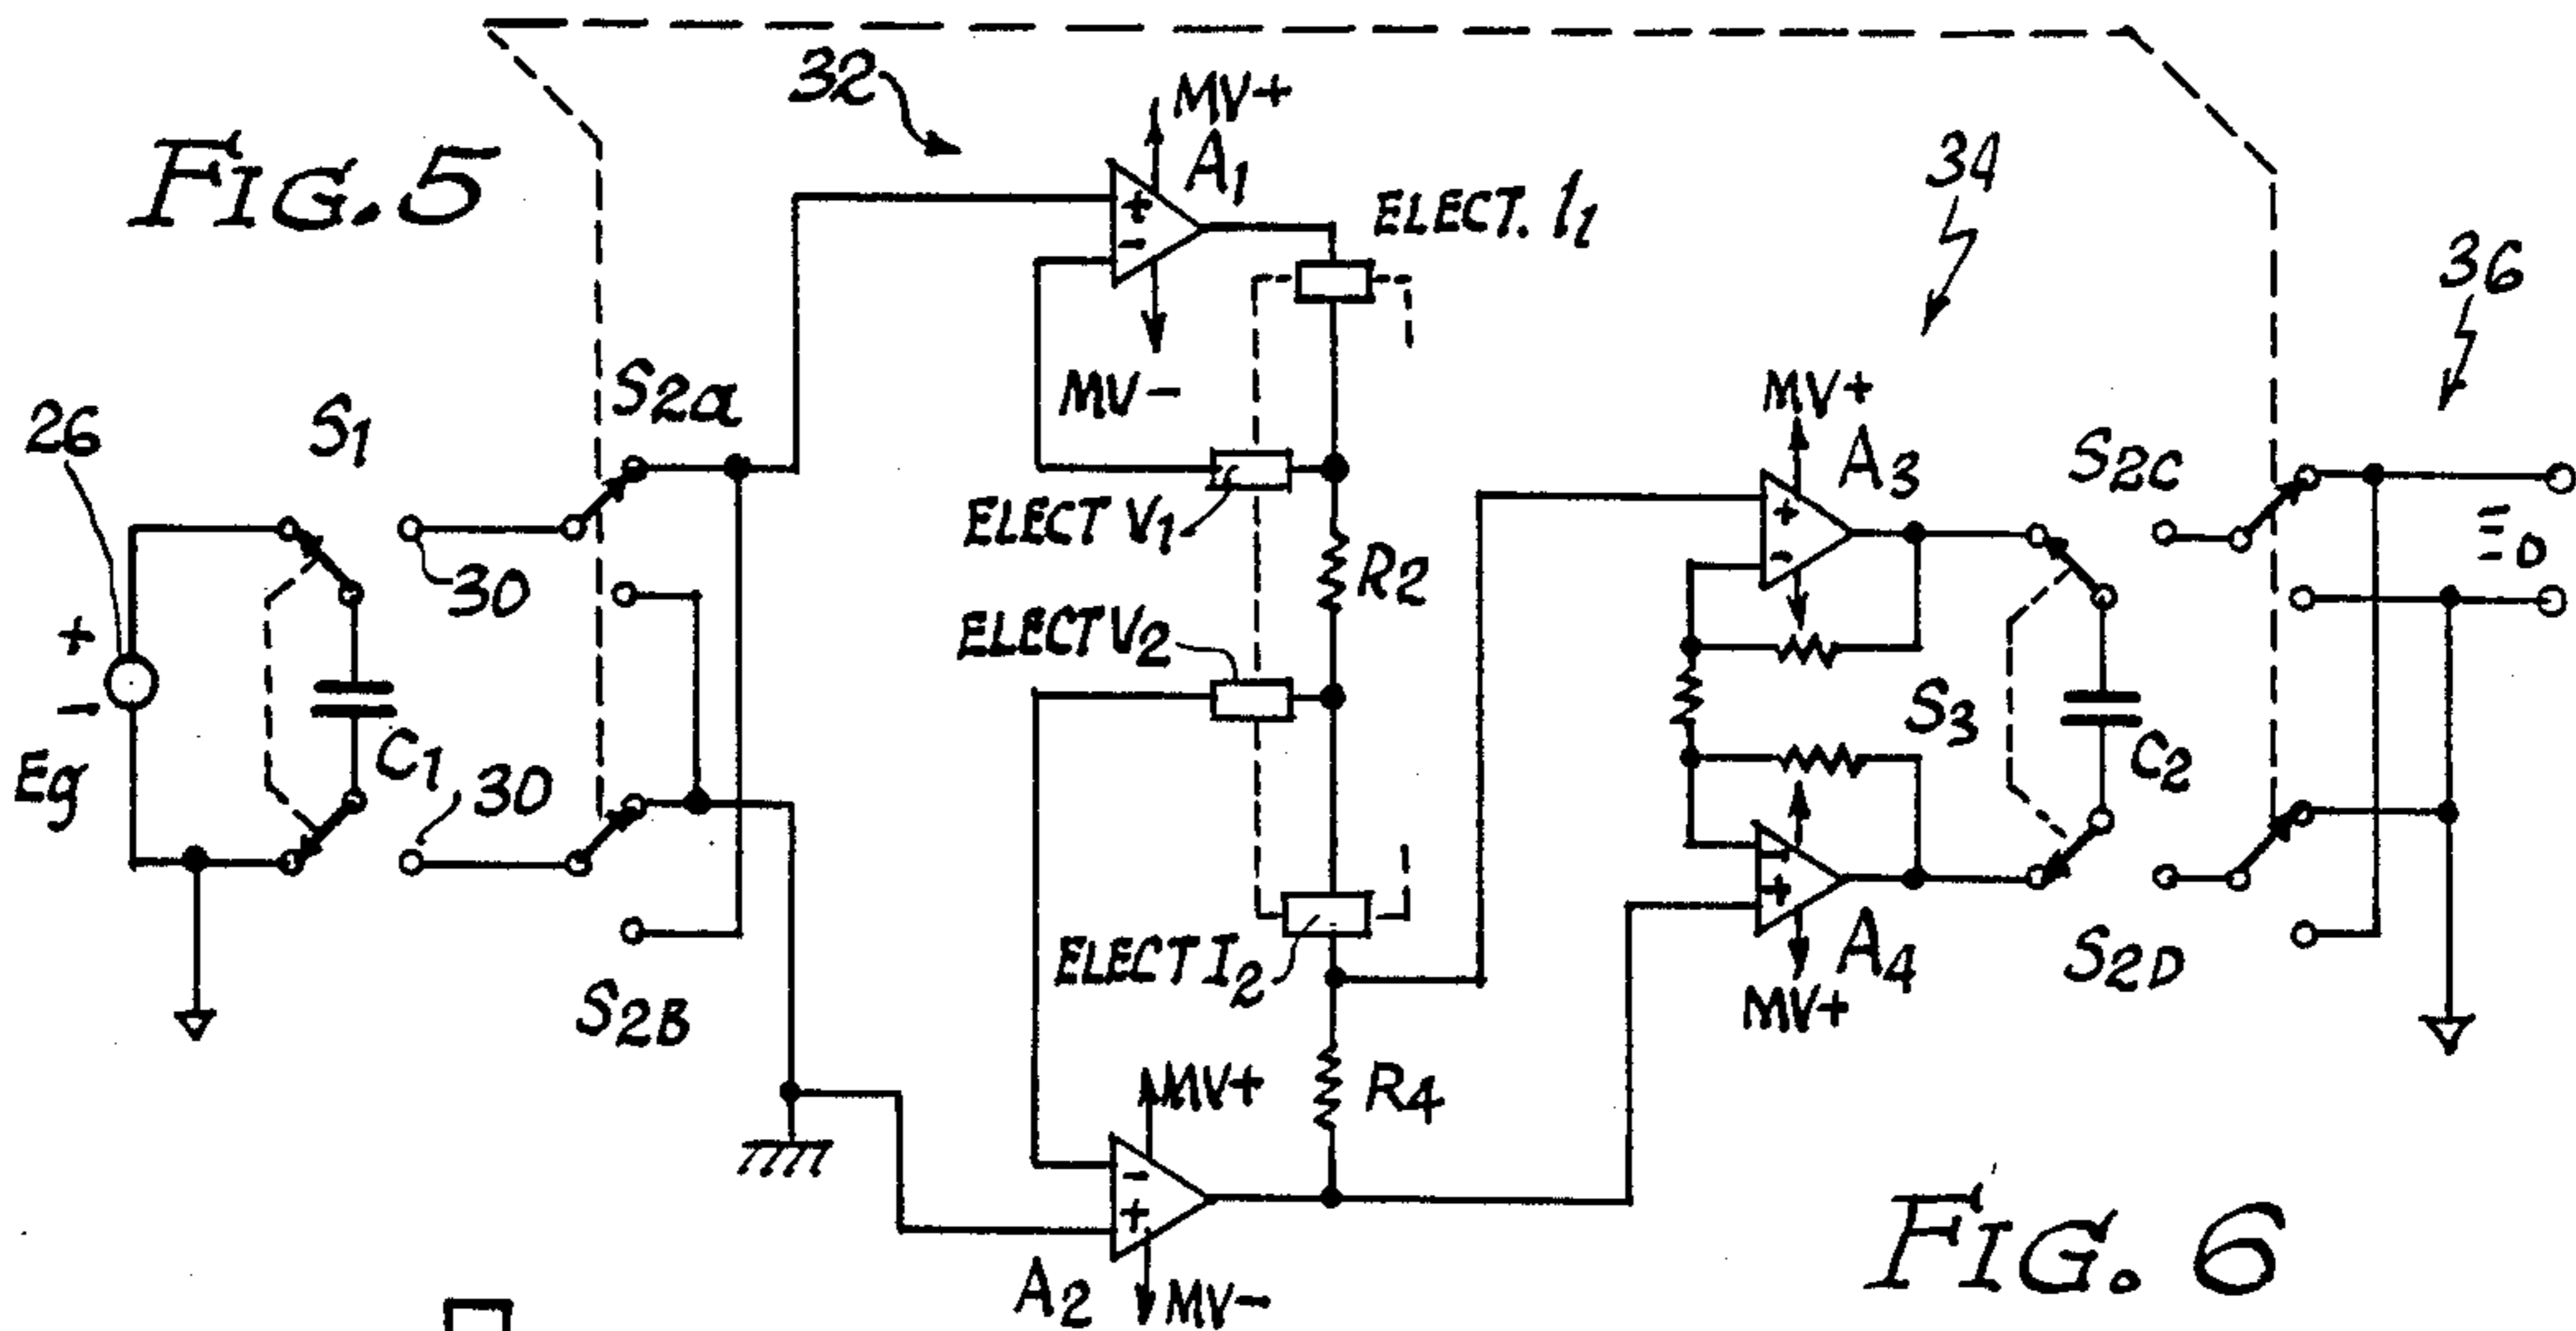 FIG. 5
32
MV+
A1
ELECT. I1
34
36
MV-
26
S1
S2a
ELECT V1
MV+
A3
S2C
30
R2
Eo
+
-
ELECT V2
S3
C2
Eg
C1
30
ELECT I2
A4
S2D
S2B
MV+
MV+
R4
A2
MV-
FIG. 6